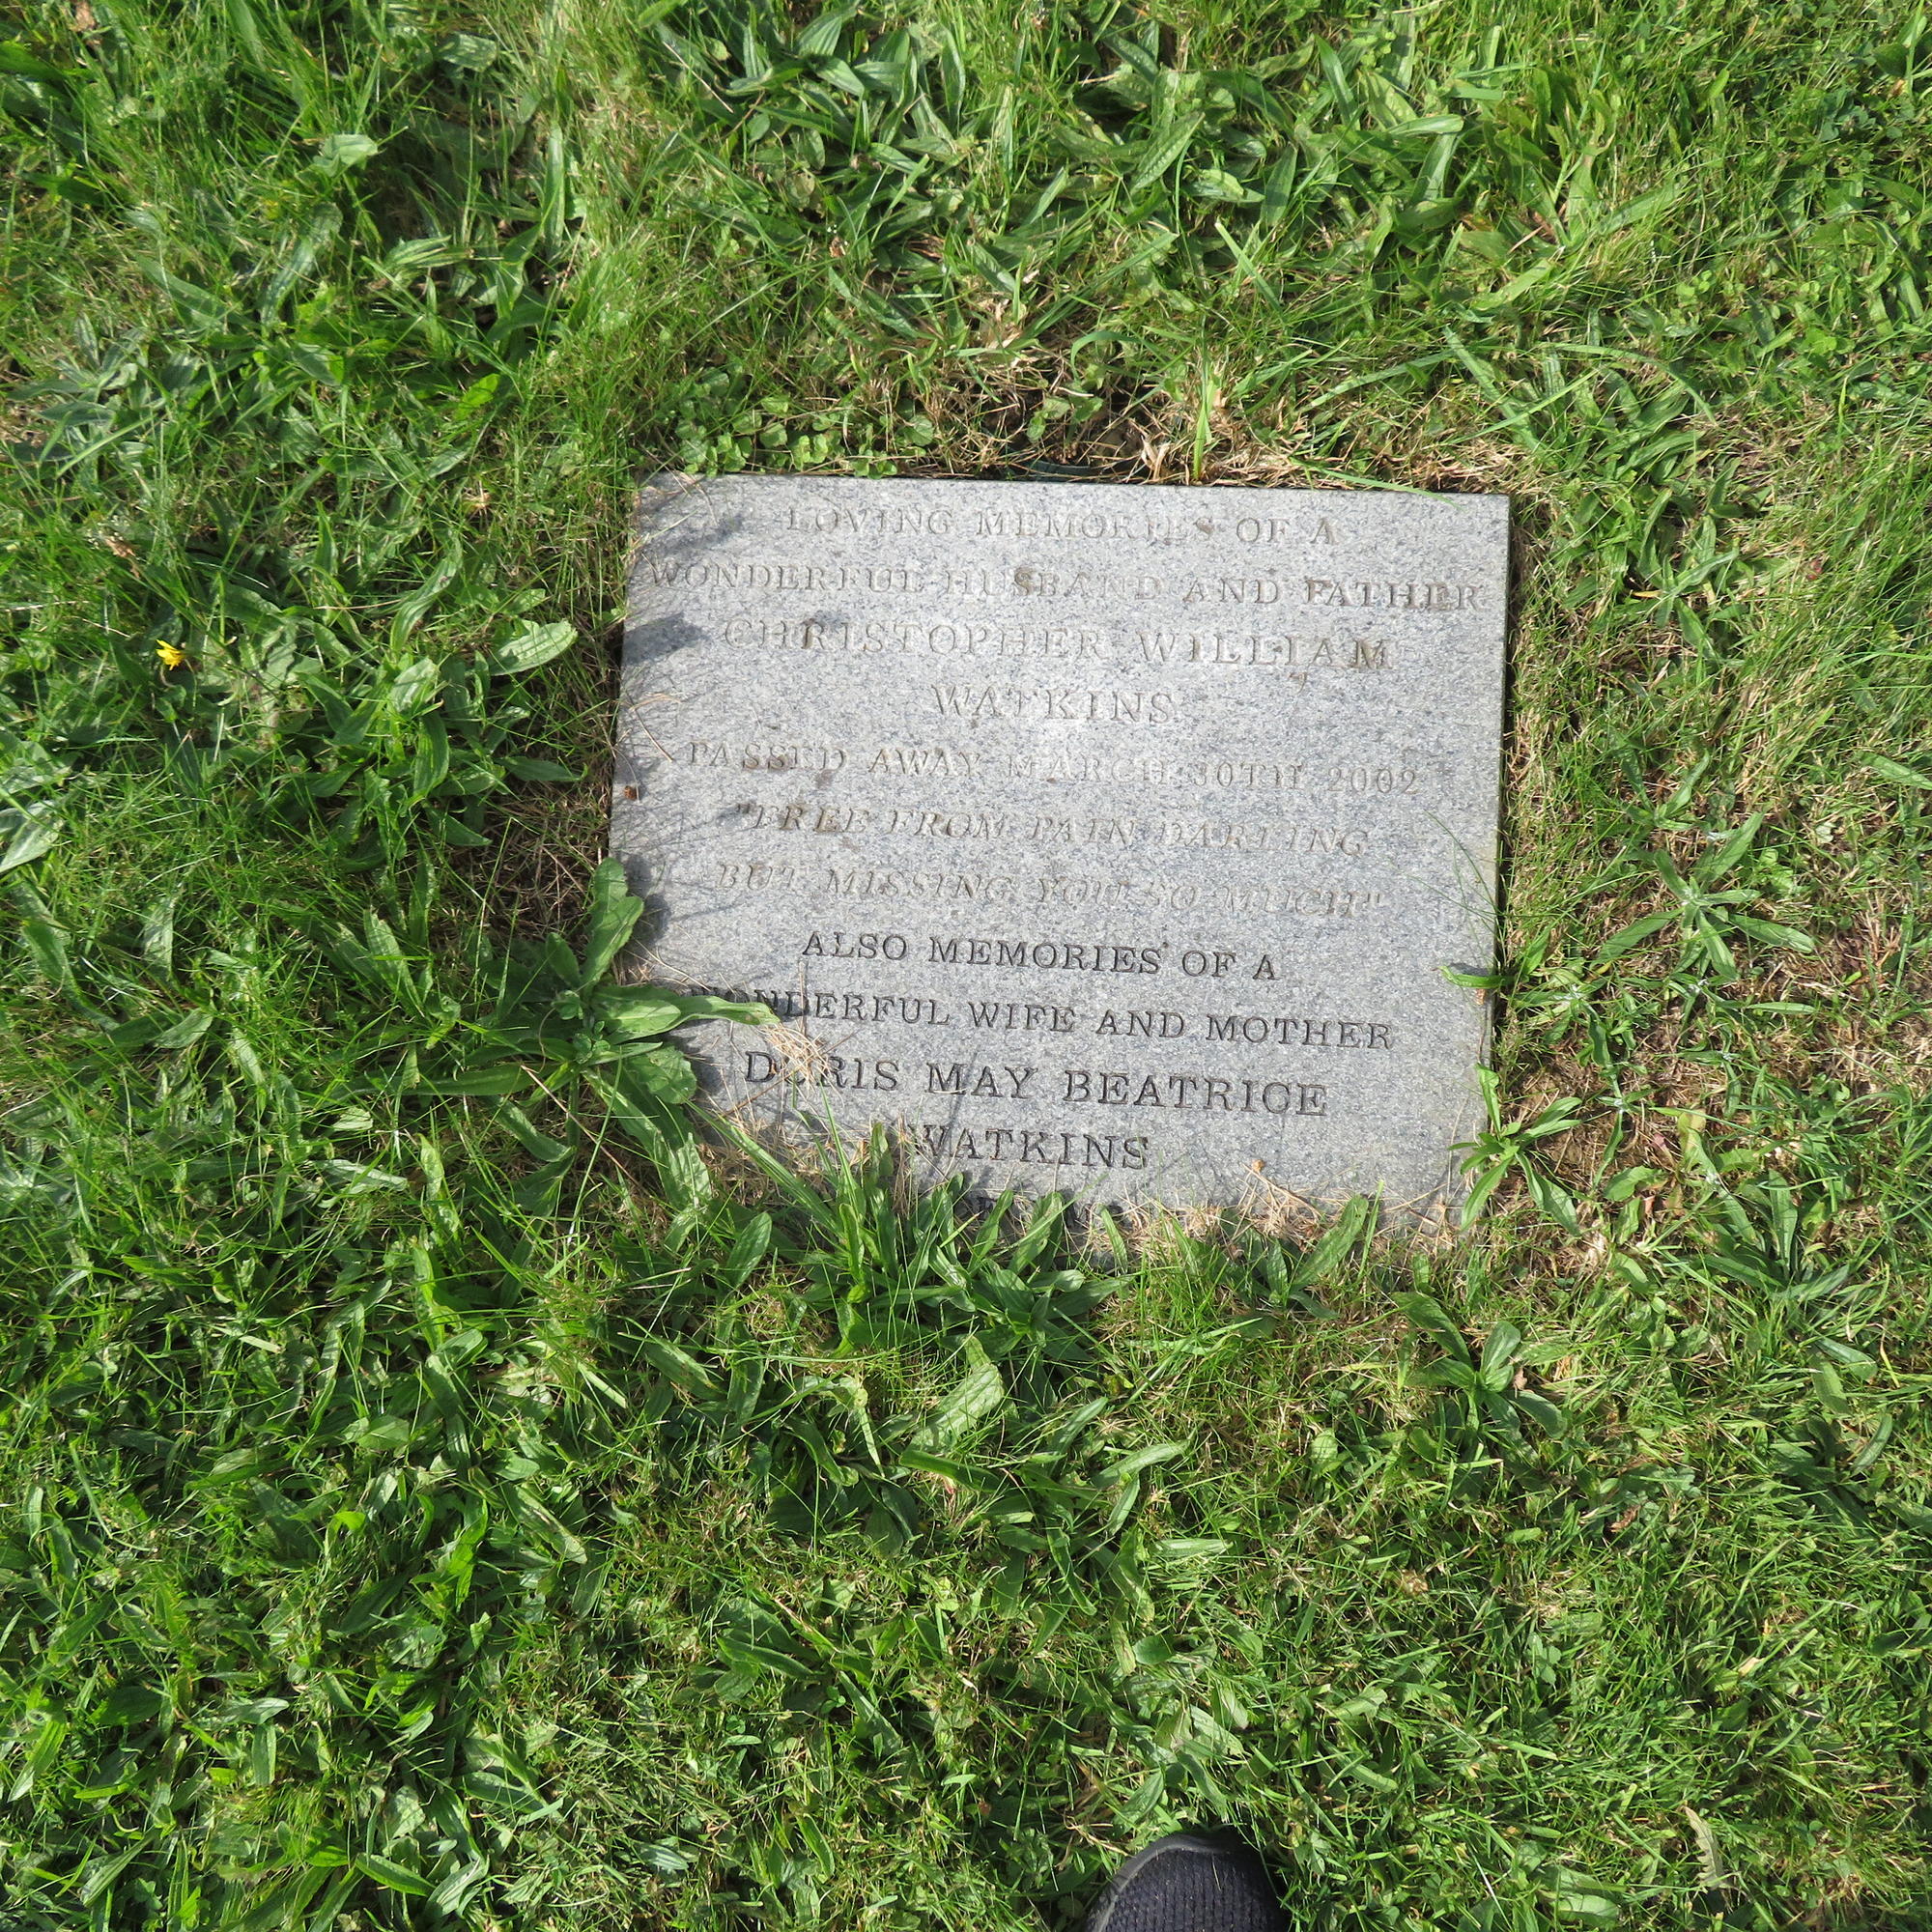 LOVING MEMORIES OF A
WONDERFUL HUSBAND AND FATHER
CHRISTOPHER WILLIAM
WATKINS
PASSED AWAY MARCH 30TH 2002
"FREE FROM PAIN DARLING
BUT MISSING YOU SO MUCH"
ALSO MEMORIES OF A
WONDERFUL WIFE AND MOTHER
DORIS MAY BEATRICE
WATKINS